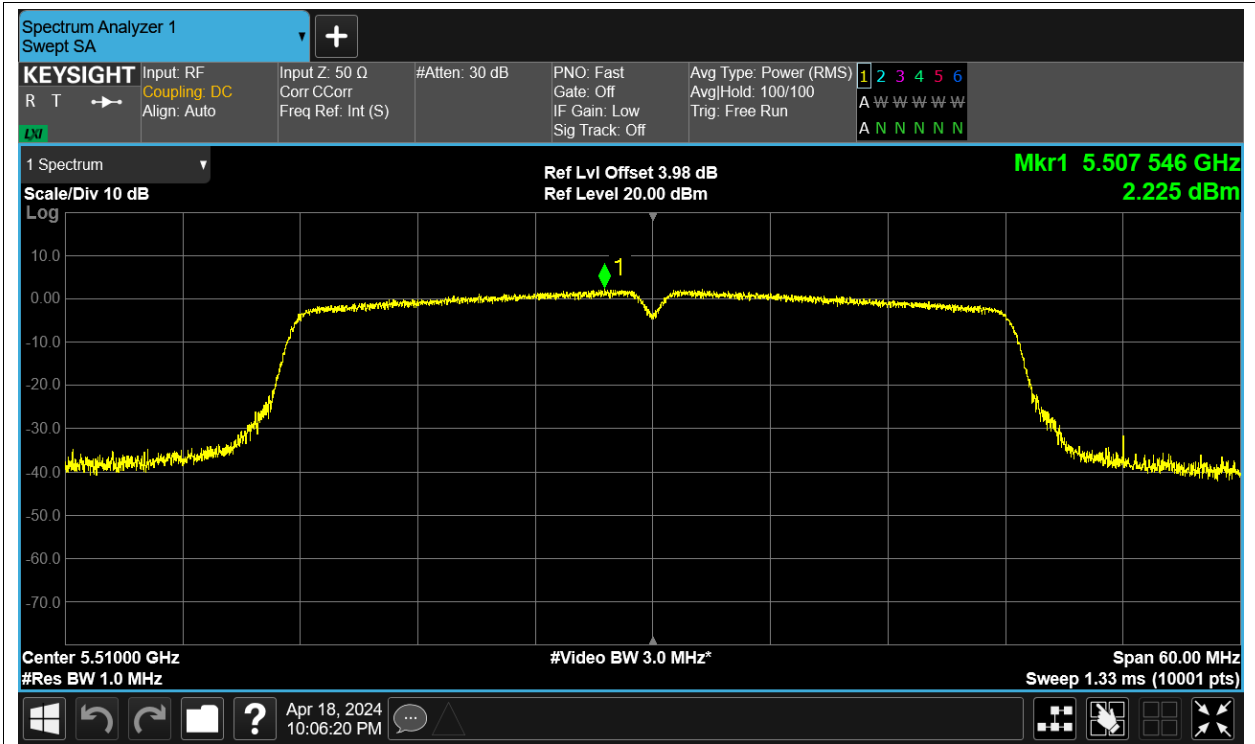 Spectrum Analyzer 1
Swept SA
+
KEYSIGHT
R T
LXI
Input: RF
Coupling: DC
Align: Auto
Input Z: 50 Ω
Corr CCorr
Freq Ref: Int (S)
#Atten: 30 dB
PNO: Fast
Gate: Off
IF Gain: Low
Sig Track: Off
Avg Type: Power (RMS)
Avg|Hold: 100/100
Trig: Free Run
1 2 3 4 5 6
A W W W W W
A N N N N N
1 Spectrum
Scale/Div 10 dB
Log
Ref Lvl Offset 3.98 dB
Ref Level 20.00 dBm
Mkr1 5.507 546 GHz
2.225 dBm
1
10.0
0.00
-10.0
-20.0
-30.0
-40.0
-50.0
-60.0
-70.0
Center 5.51000 GHz
#Video BW 3.0 MHz*
Span 60.00 MHz
#Res BW 1.0 MHz
Sweep 1.33 ms (10001 pts)
?
Apr 18, 2024
10:06:20 PM